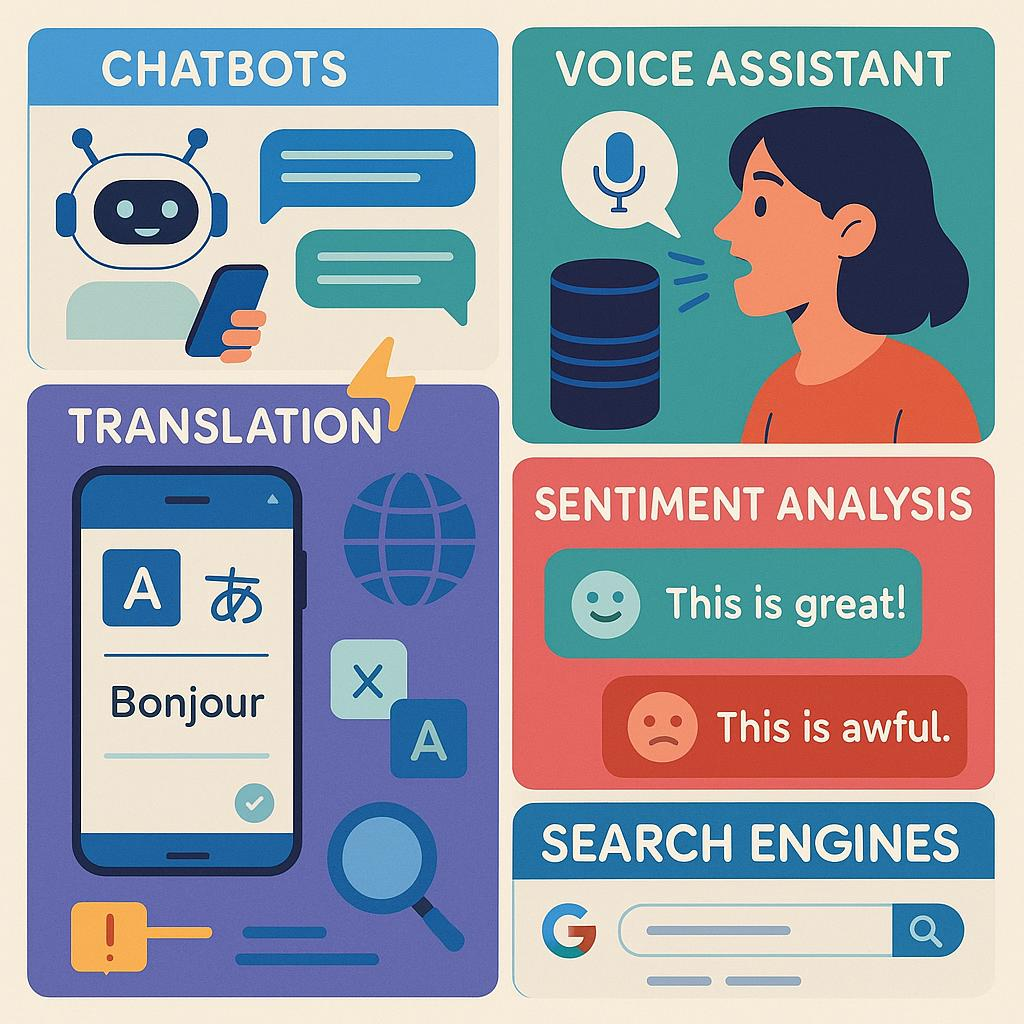 CHATBOTS
VOICE ASSISTANT
TRANSLATION
A あ
Bonjour
X
A
!
SENTIMENT ANALYSIS
This is great!
This is awful.
SEARCH ENGINES
G